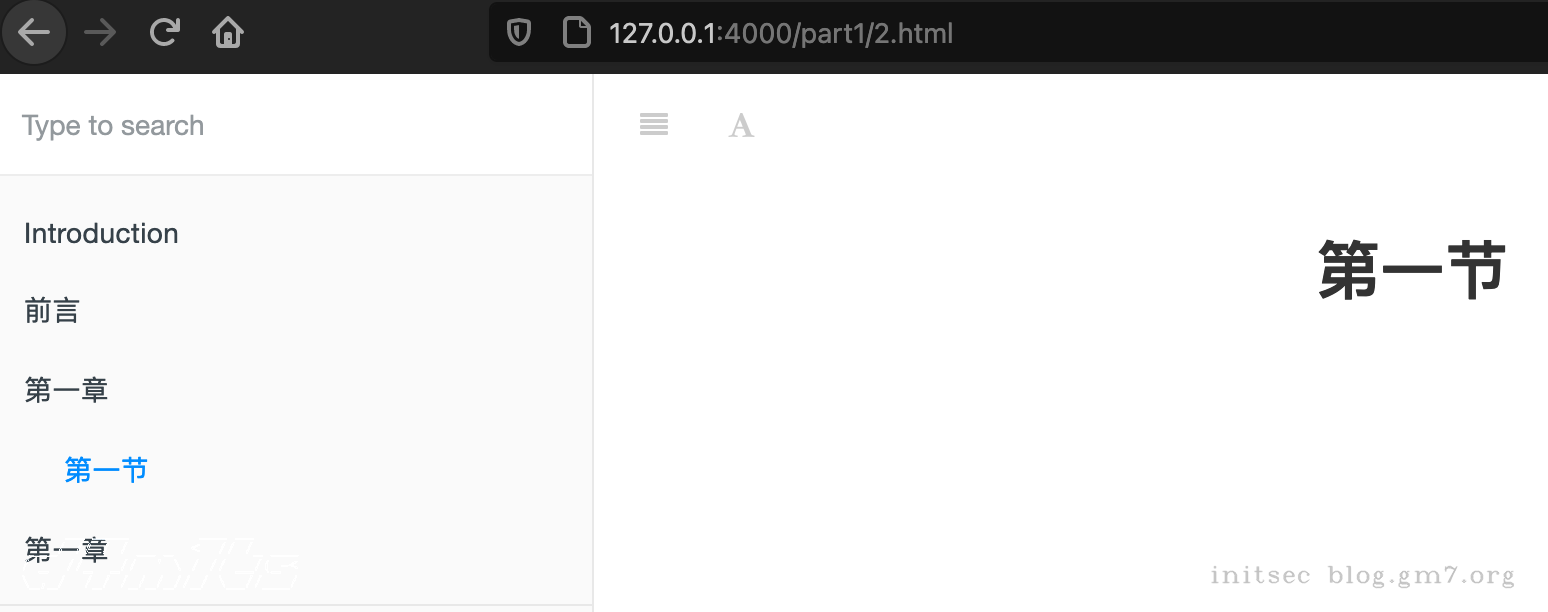 127.0.0.1:4000/part1/2.html
Type to search
A
Introduction
前言
第一章
第一节
第一章
第一节
initsec blog.gm7.org